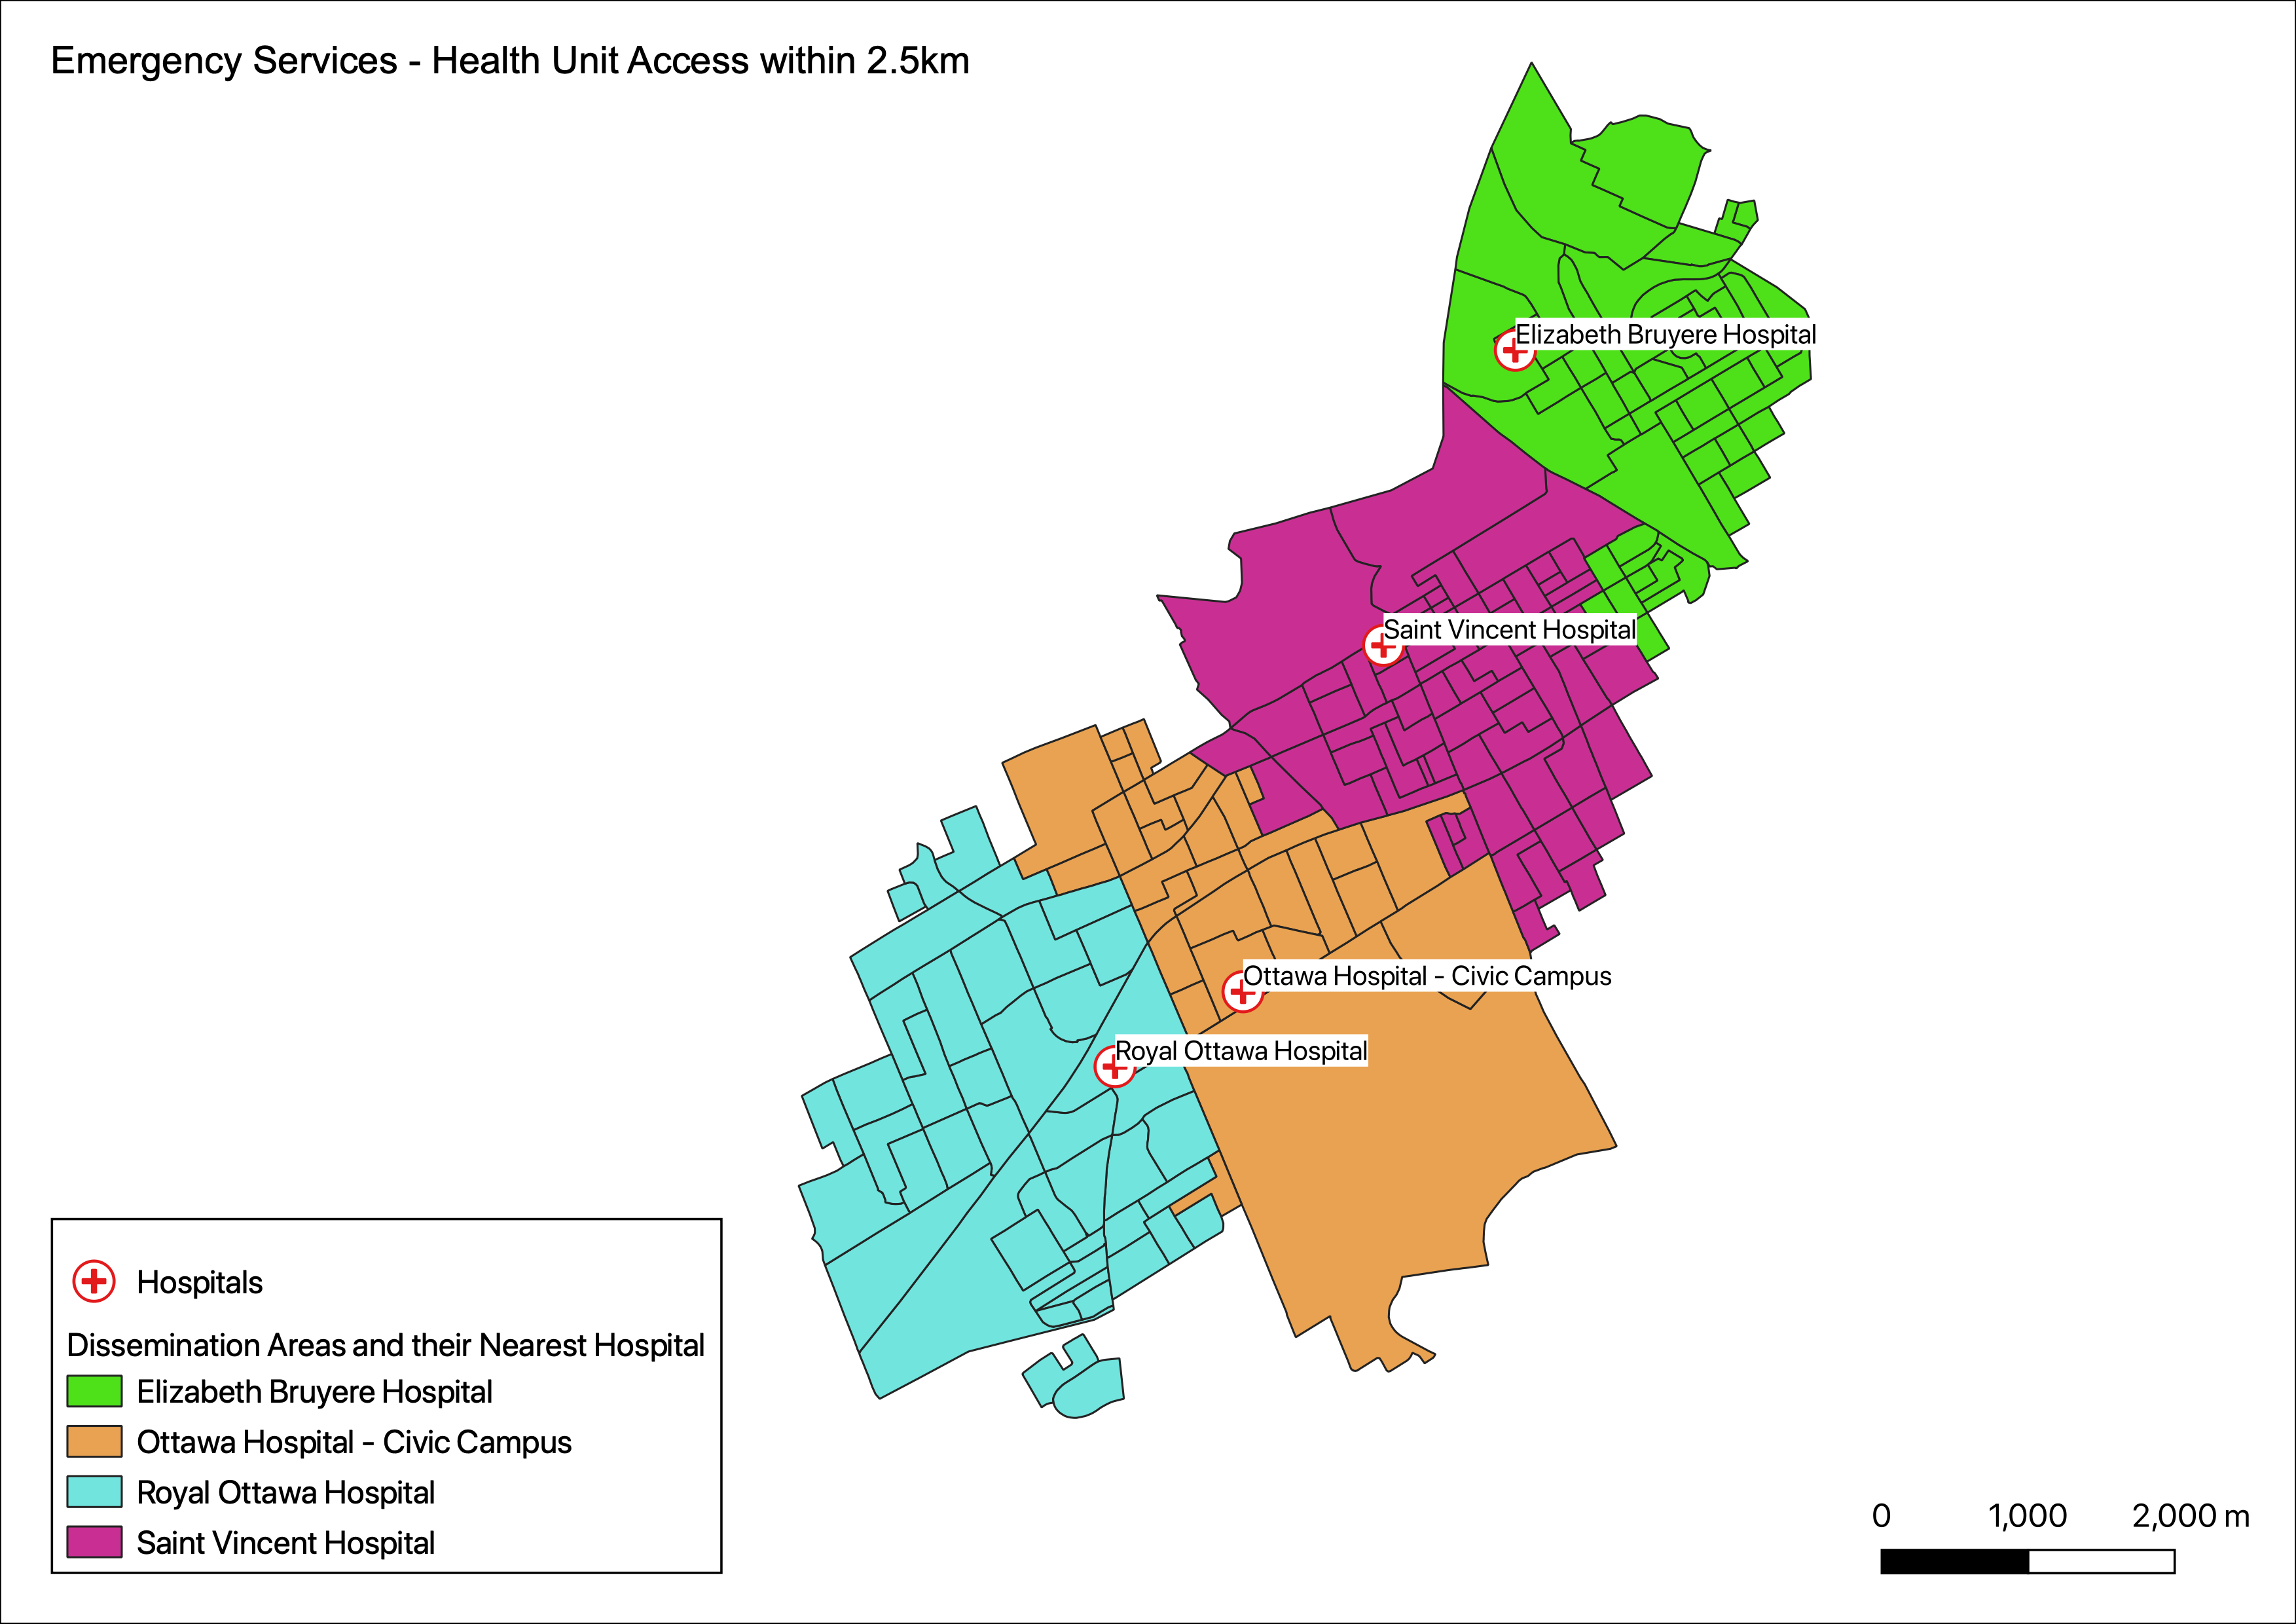 Emergency Services - Health Unit Access within 2.5km
Elizabeth Bruyere Hospital
Saint Vincent Hospital
Ottawa Hospital - Civic Campus
Royal Ottawa Hospital
Hospitals
Dissemination Areas and their Nearest Hospital
Elizabeth Bruyere Hospital
Ottawa Hospital - Civic Campus
Royal Ottawa Hospital
Saint Vincent Hospital
0 1,000 2,000 m